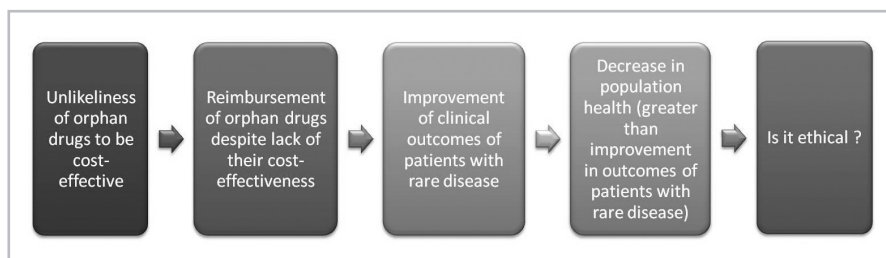 Unlikeliness
of orphan
drugs to be
cost-
effective
Reimbursement
of orphan drugs
despite lack of
their cost-
effectiveness
Improvement
of clinical
outcomes of
patients with
rare disease
Decrease in
population
health (greater
than
improvement
in outcomes of
patients with
rare disease)
Is it ethical ?